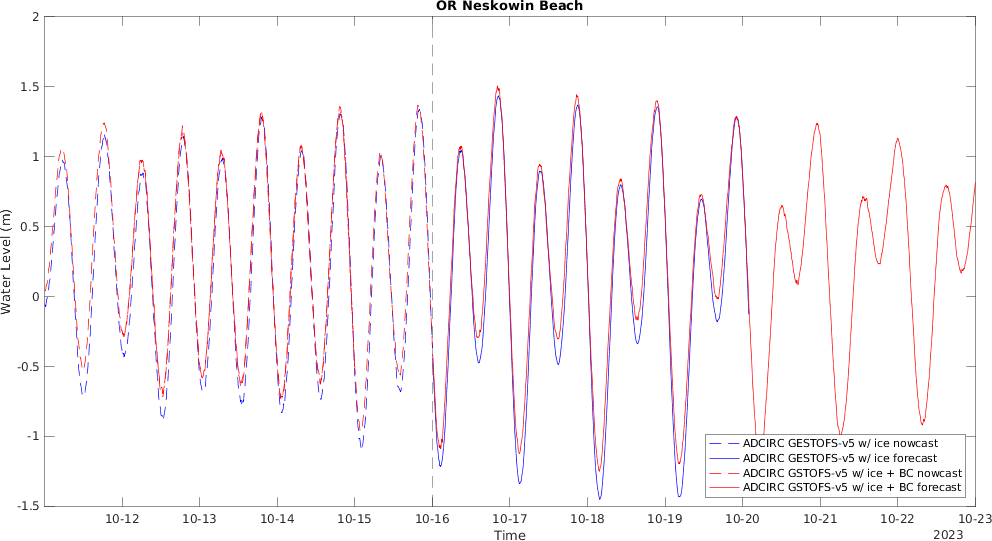 OR Neskowin Beach
2
1.5
1
0.5
0
-0.5
-1
-1.5
Water Level (m)
10-12 10-13 10-14 10-15 10-16 10-17 10-18 10-19 10-20 10-21 10-22 10-23
Time
2023
ADCIRC GESTOFS-v5 w/ ice nowcast
ADCIRC GESTOFS-v5 w/ ice forecast
ADCIRC GSTOFS-v5 w/ ice + BC nowcast
ADCIRC GSTOFS-v5 w/ ice + BC forecast